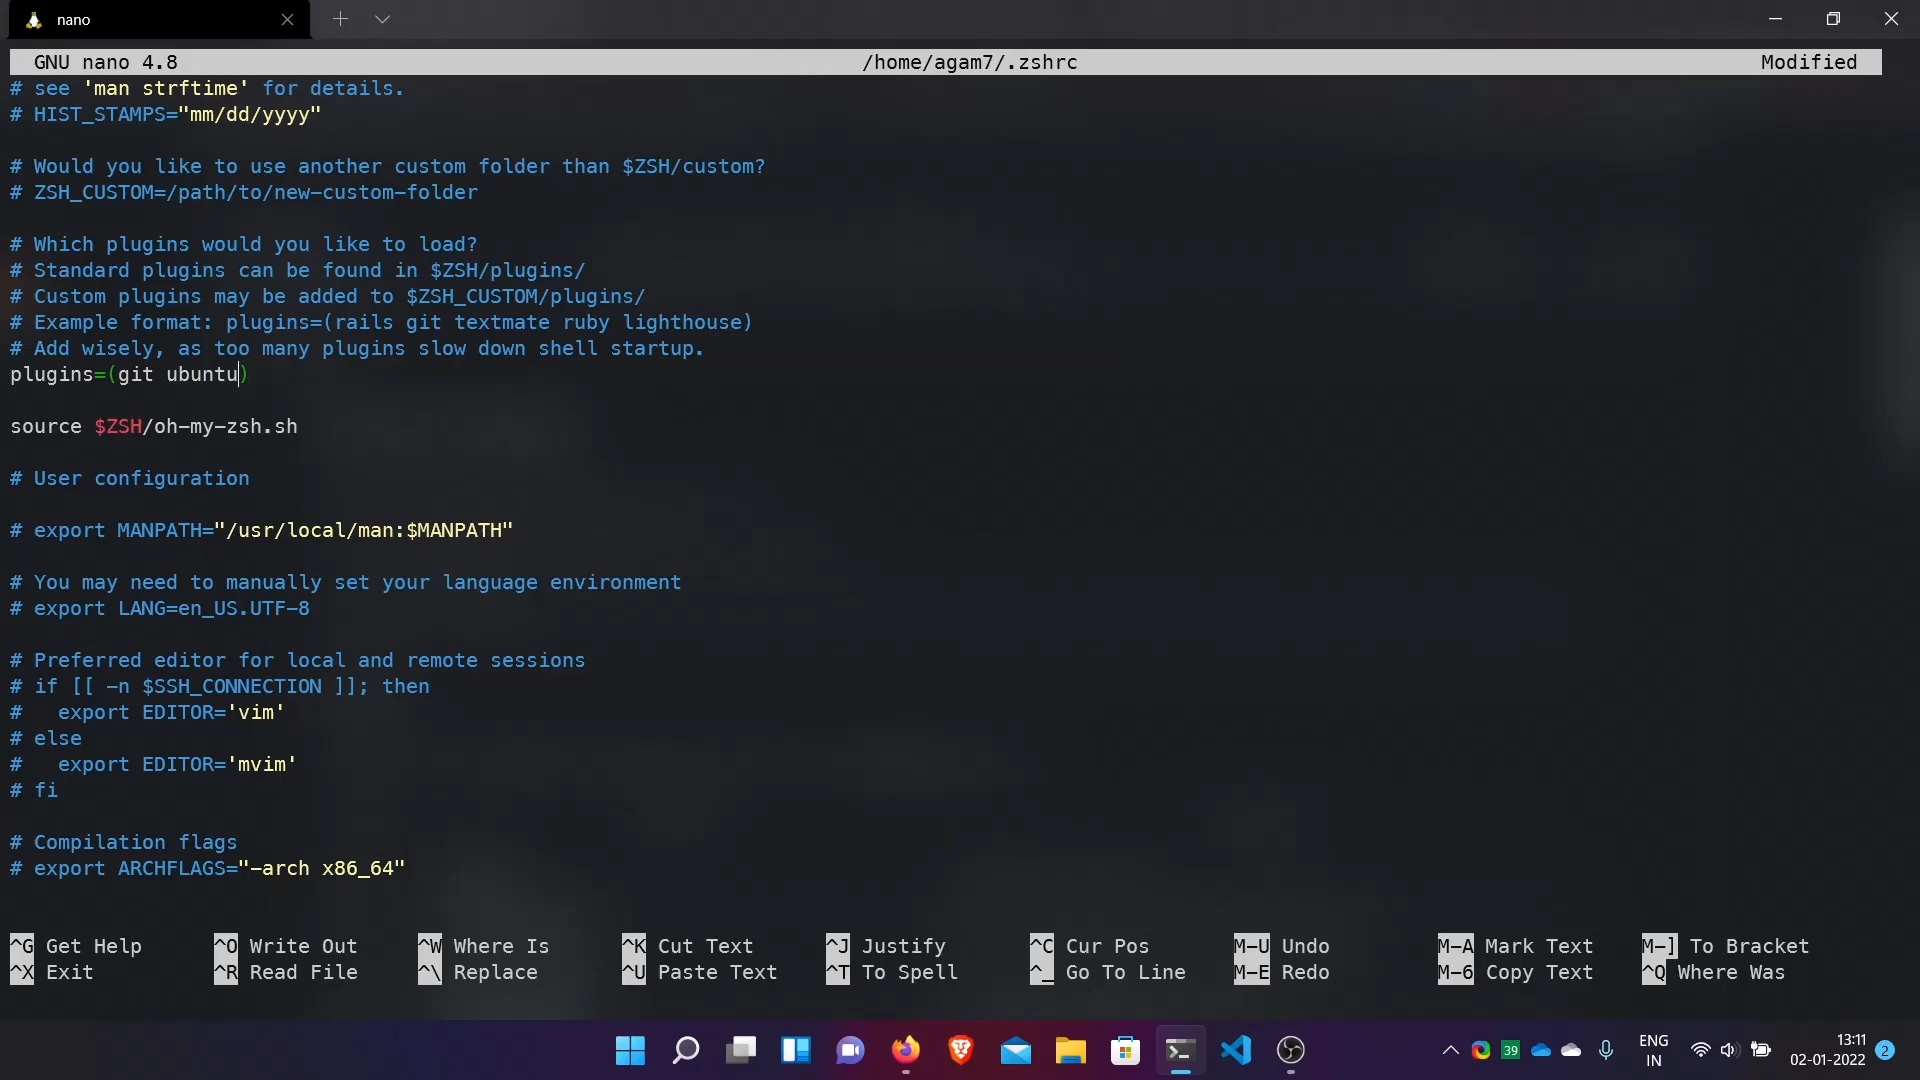 nano
GNU nano 4.8 /home/agam7/.zshrc Modified
# see 'man strftime' for details.
# HIST_STAMPS="mm/dd/yyyy"
# Would you like to use another custom folder than $ZSH/custom?
# ZSH_CUSTOM=/path/to/new-custom-folder
# Which plugins would you like to load?
# Standard plugins can be found in $ZSH/plugins/
# Custom plugins may be added to $ZSH_CUSTOM/plugins/
# Example format: plugins=(rails git textmate ruby lighthouse)
# Add wisely, as too many plugins slow down shell startup.
plugins=(git ubuntu)
source $ZSH/oh-my-zsh.sh
# User configuration
# export MANPATH="/usr/local/man:$MANPATH"
# You may need to manually set your language environment
# export LANG=en_US.UTF-8
# Preferred editor for local and remote sessions
# if [[ -n $SSH_CONNECTION ]]; then
#   export EDITOR='vim'
# else
#   export EDITOR='mvim'
# fi
# Compilation flags
# export ARCHFLAGS="-arch x86_64"
^G Get Help ^O Write Out ^W Where Is ^K Cut Text ^J Justify ^C Cur Pos M-U Undo M-A Mark Text M-] To Bracket
^X Exit ^R Read File ^\ Replace ^U Paste Text ^T To Spell ^_ Go To Line M-E Redo M-6 Copy Text ^Q Where Was
39 ENG 13:11
IN 02-01-2022 2